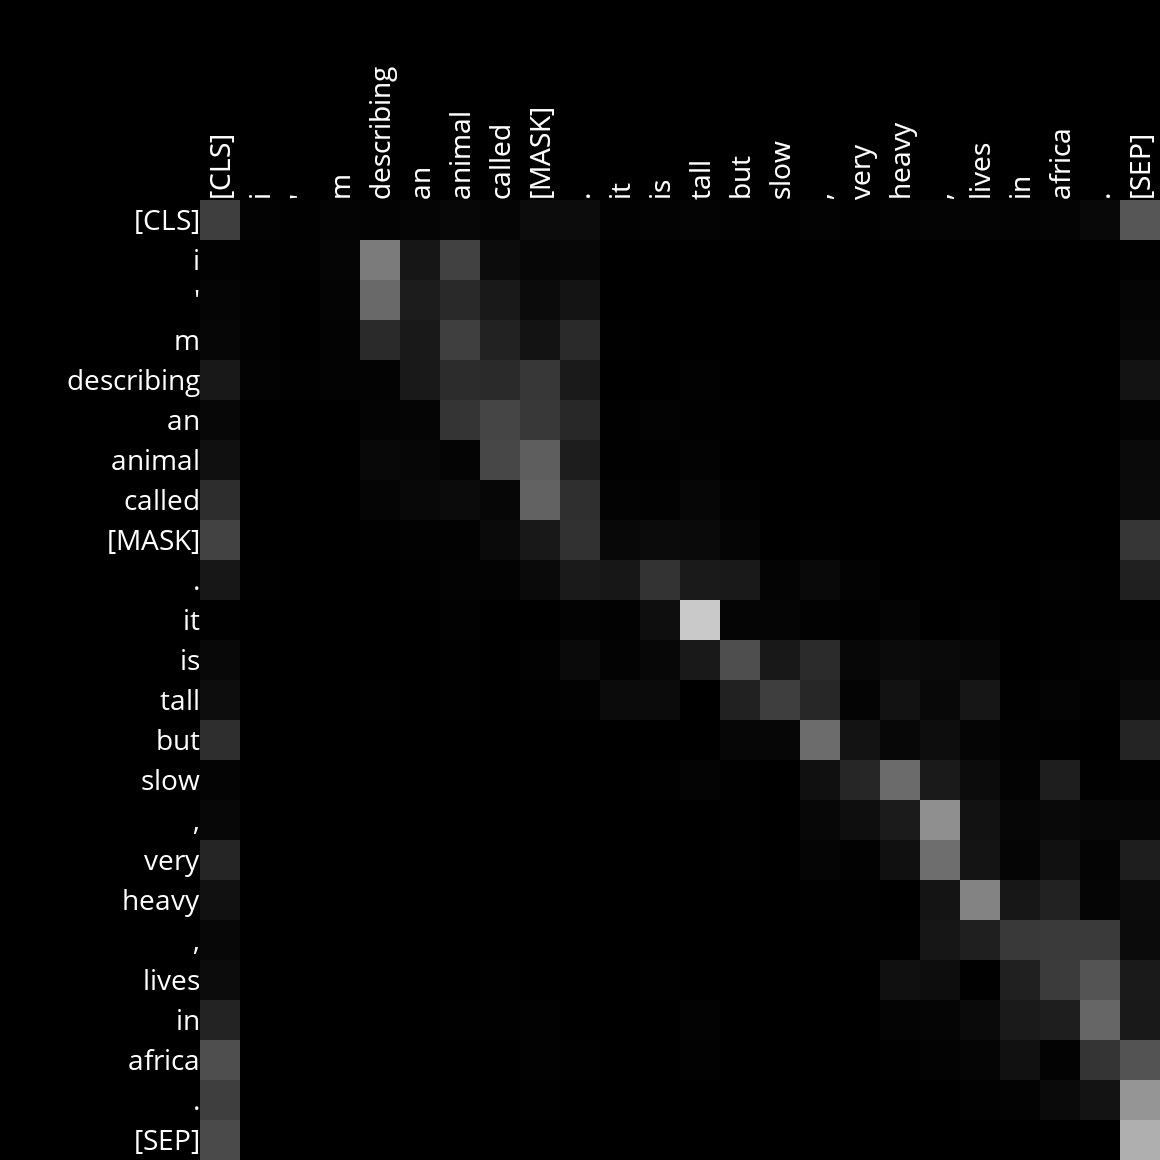 [CLS] i ' m describing an animal called [MASK] . it is tall but slow , very heavy , lives in africa . [SEP]
[CLS]
i
'
m
describing
an
animal
called
[MASK]
.
it
is
tall
but
slow
,
very
heavy
,
lives
in
africa
.
[SEP]